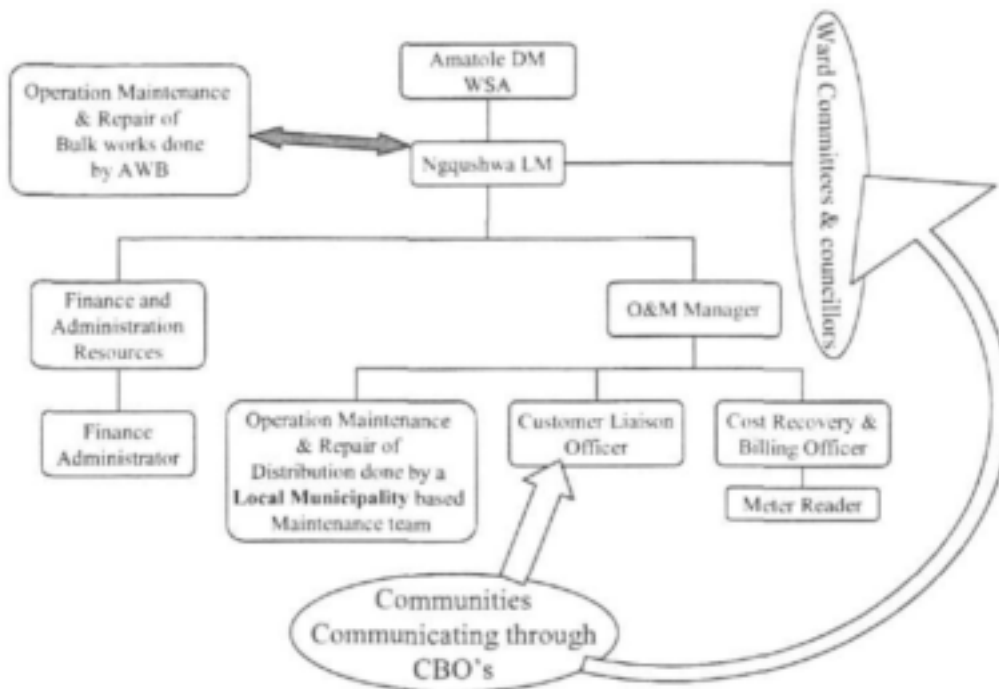 Amatole DM
WSA
Operation Maintenance
& Repair of
Bulk works done
by AWB
Ngqushwa LM
Ward Committees & councillors
Finance and
Administration
Resources
O&M Manager
Finance
Administrator
Operation Maintenance
& Repair of
Distribution done by a
Local Municipality based
Maintenance team
Customer Liaison
Officer
Cost Recovery &
Billing Officer
Meter Reader
Communities
Communicating through
CBO's